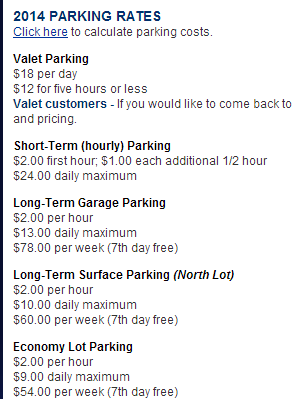 2014 PARKING RATES
Click here to calculate parking costs.
Valet Parking
$18 per day
$12 for five hours or less
Valet customers - If you would like to come back to
and pricing.
Short-Term (hourly) Parking
$2.00 first hour; $1.00 each additional 1/2 hour
$24.00 daily maximum
Long-Term Garage Parking
$2.00 per hour
$13.00 daily maximum
$78.00 per week (7th day free)
Long-Term Surface Parking (North Lot)
$2.00 per hour
$10.00 daily maximum
$60.00 per week (7th day free)
Economy Lot Parking
$2.00 per hour
$9.00 daily maximum
$54.00 per week (7th day free)